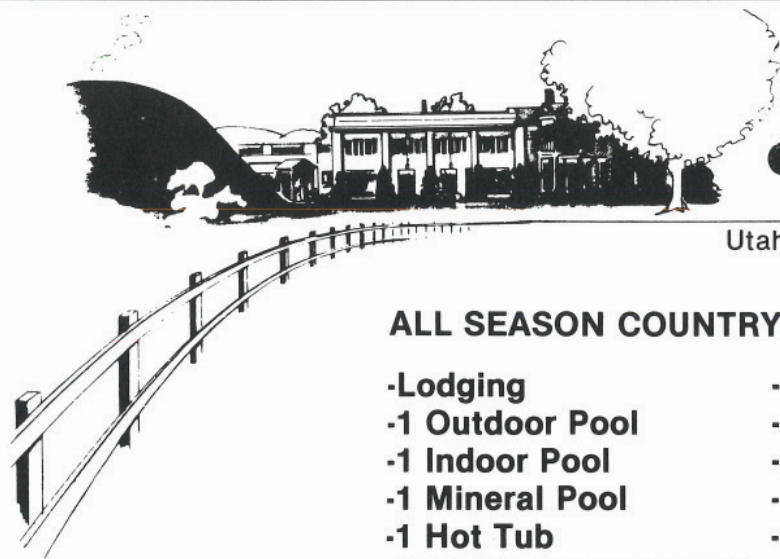 Utah
ALL SEASON COUNTRY
-Lodging -
-1 Outdoor Pool -
-1 Indoor Pool -
-1 Mineral Pool -
-1 Hot Tub -